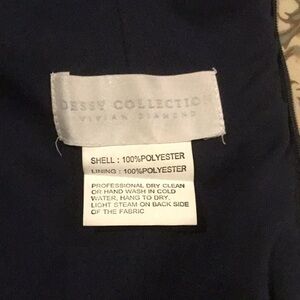 DESSY COLLECTION
VIVIAN DIAMOND
SHELL : 100%POLYESTER
LINING : 100%POLYESTER
PROFESSIONAL DRY CLEAN
OR HAND WASH IN COLD
WATER, HANG TO DRY.
LIGHT STEAM ON BACK SIDE
OF THE FABRIC